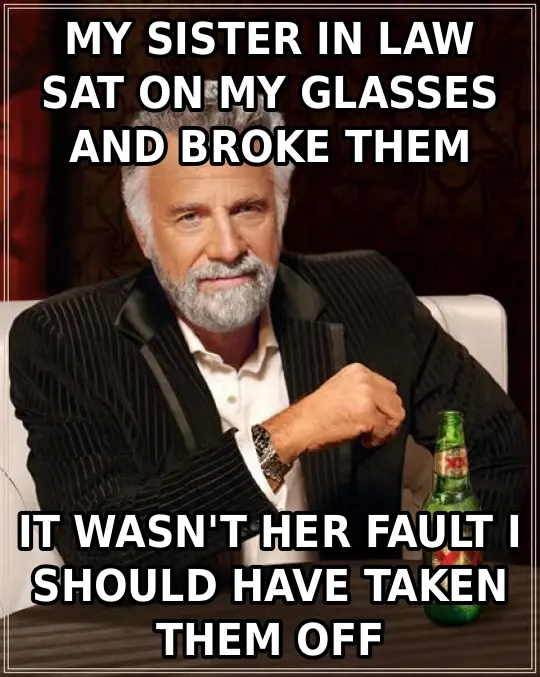 MY SISTER IN LAW
SAT ON MY GLASSES
AND BROKE THEM
XX
IT WASN'T HER FAULT I
SHOULD HAVE TAKEN
THEM OFF